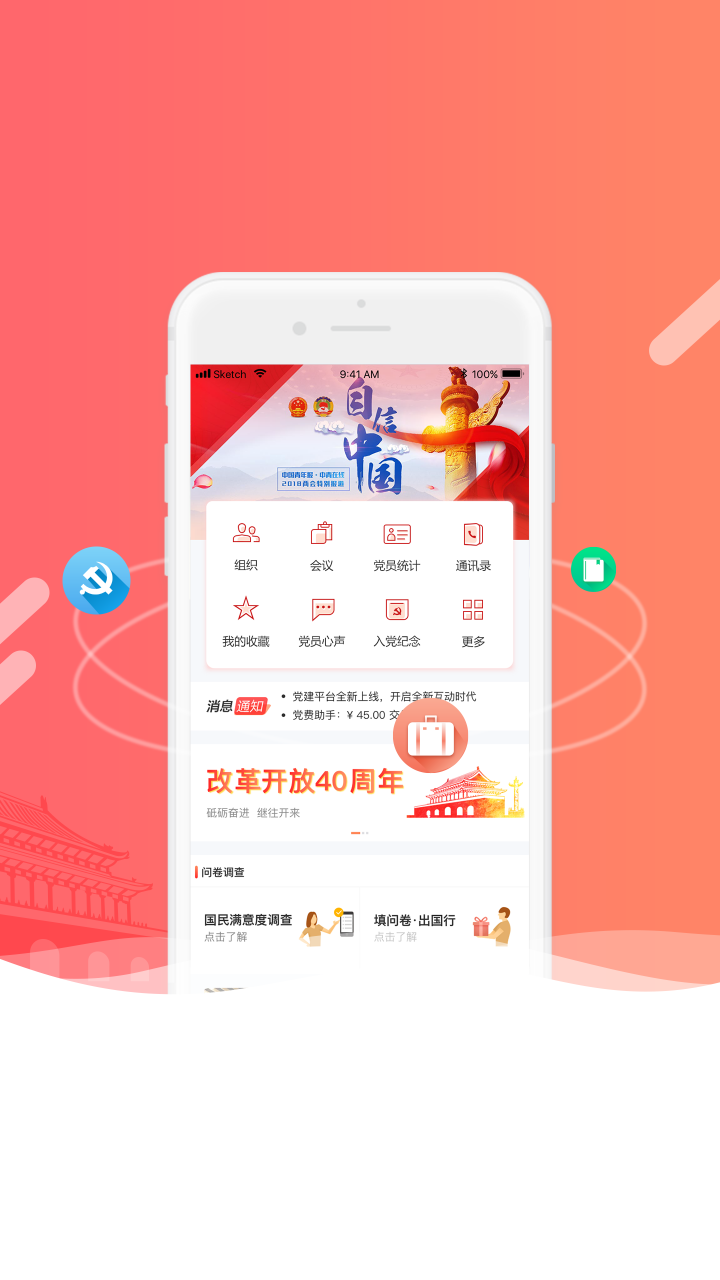 Sketch 9:41 AM 100%
自信
中国
中国青年报·中青在线
2018两会特别报道
组织 会议 党员统计 通讯录
我的收藏 党员心声 入党纪念 更多
消息 通知
• 党建平台全新上线，开启全新互动时代
• 党费助手：¥ 45.00 交
改革开放40周年
砥砺奋进 继往开来
问卷调查
国民满意度调查 填问卷·出国行
点击了解 点击了解